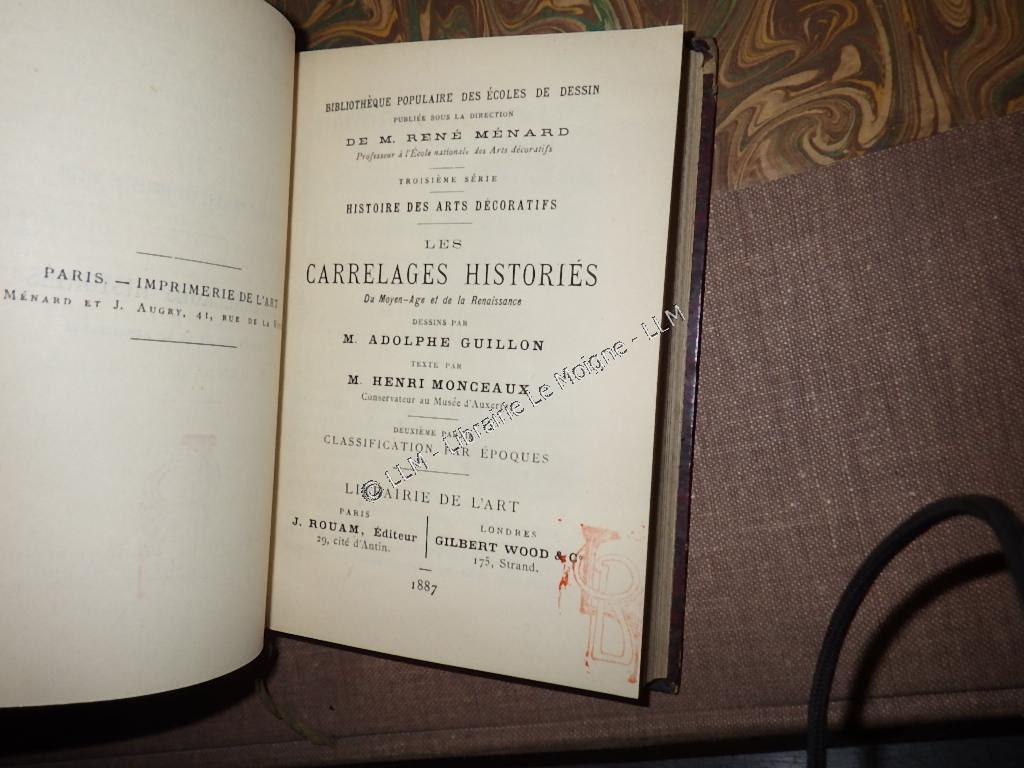 PARIS. — IMPRIMERIE DE L'ART
MÉNARD ET J. AUGRY, 41, RUE DE LA
BIBLIOTHÈQUE POPULAIRE DES ÉCOLES DE DESSIN
PUBLIÉE SOUS LA DIRECTION
DE M. RENÉ MÉNARD
Professeur à l'École nationale des Arts décoratifs
TROISIÈME SÉRIE
HISTOIRE DES ARTS DÉCORATIFS
LES
CARRELAGES HISTORIÉS
Du Moyen-Age et de la Renaissance
DESSINS PAR
M. ADOLPHE GUILLON
TEXTE PAR
M. HENRI MONCEAUX
Conservateur au Musée d'Auxerre
DEUXIÈME PARTIE
CLASSIFICATION PAR ÉPOQUES
LIBRAIRIE DE L'ART
PARIS
J. ROUAM, Éditeur
29, cité d'Antin.
LONDRES
GILBERT WOOD & Cº
175, Strand.
1887
© LLM - Librairie Le Moigne - LLM